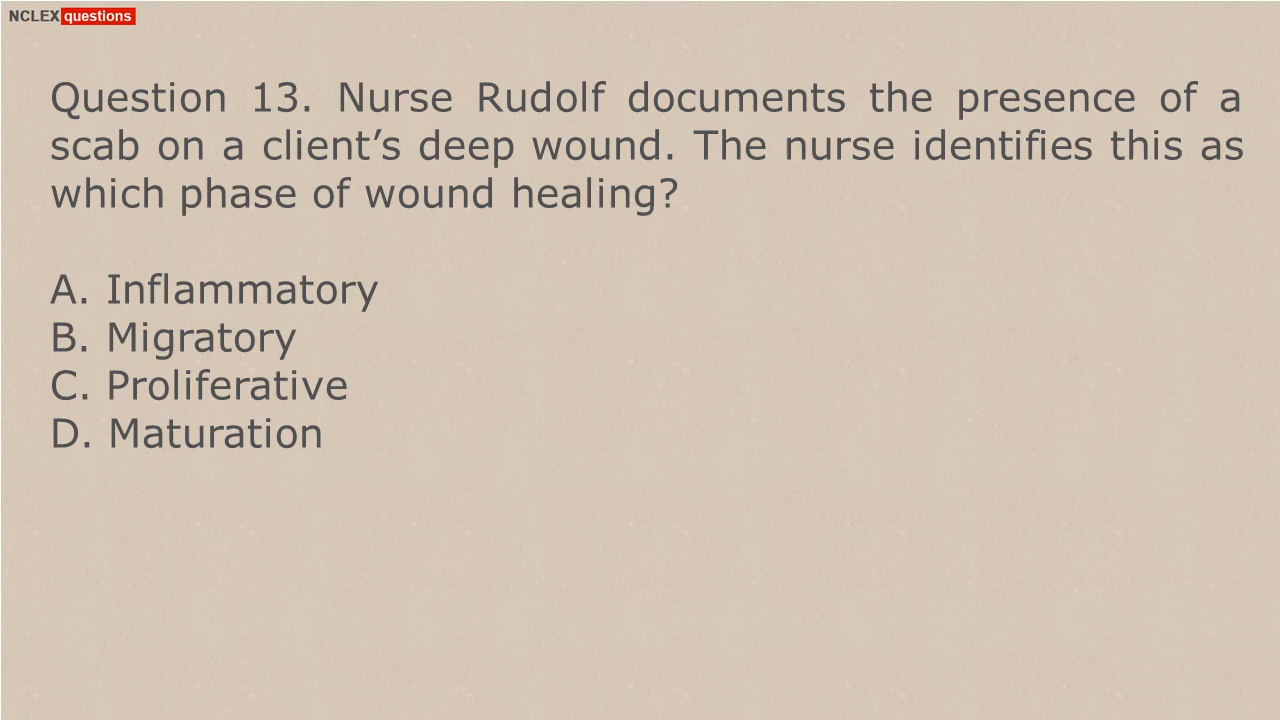 NCLEX questions
Question 13. Nurse Rudolf documents the presence of a
scab on a client’s deep wound. The nurse identifies this as
which phase of wound healing?
A. Inflammatory
B. Migratory
C. Proliferative
D. Maturation